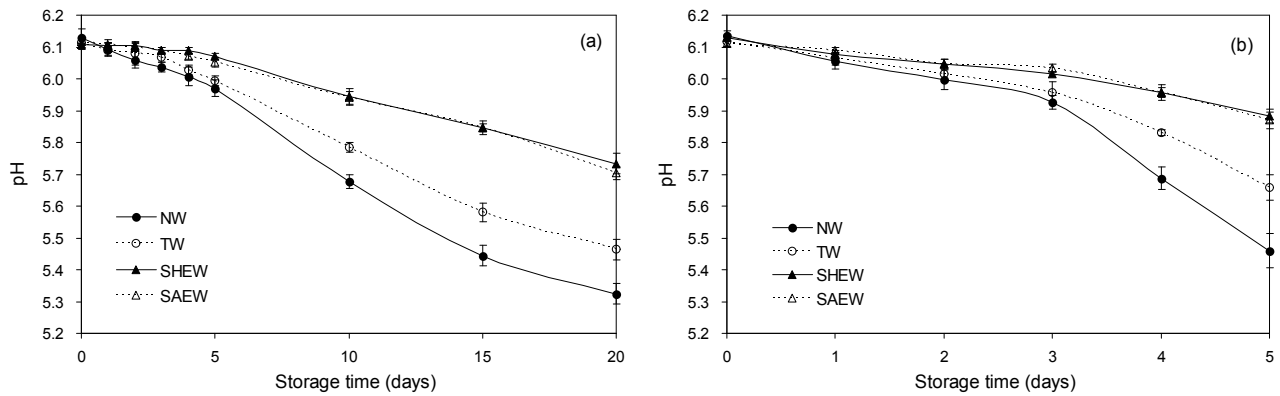 6.2
6.1
6.0
5.9
5.8
5.7
5.6
5.5
5.4
5.3
5.2
pH
(a)
NW
TW
SHEW
SAEW
0 5 10 15 20
Storage time (days)
6.2
6.1
6.0
5.9
5.8
5.7
5.6
5.5
5.4
5.3
5.2
pH
(b)
NW
TW
SHEW
SAEW
0 1 2 3 4 5
Storage time (days)